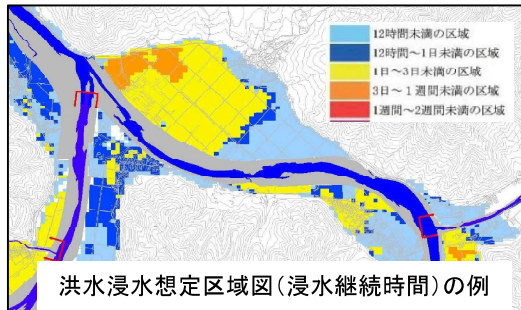 12時間未満の区域
12時間～1日未満の区域
1日～3日未満の区域
3日～1週間未満の区域
1週間～2週間未満の区域
洪水浸水想定区域図(浸水継続時間)の例